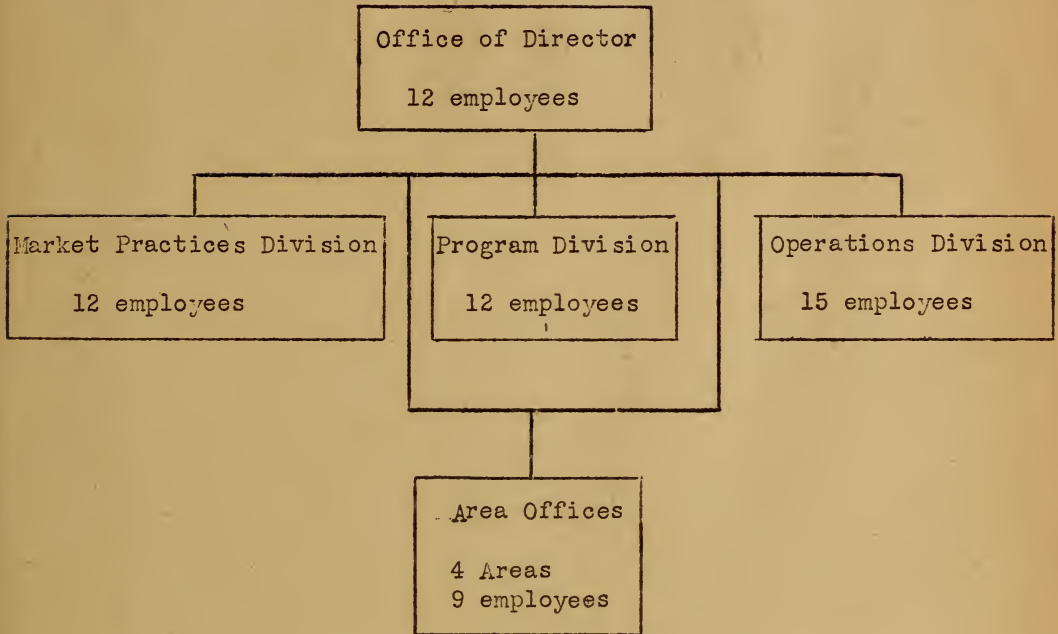 Office of Director
12 employees
Market Practices Division
12 employees
Program Division
12 employees
Operations Division
15 employees
Area Offices
4 Areas
9 employees